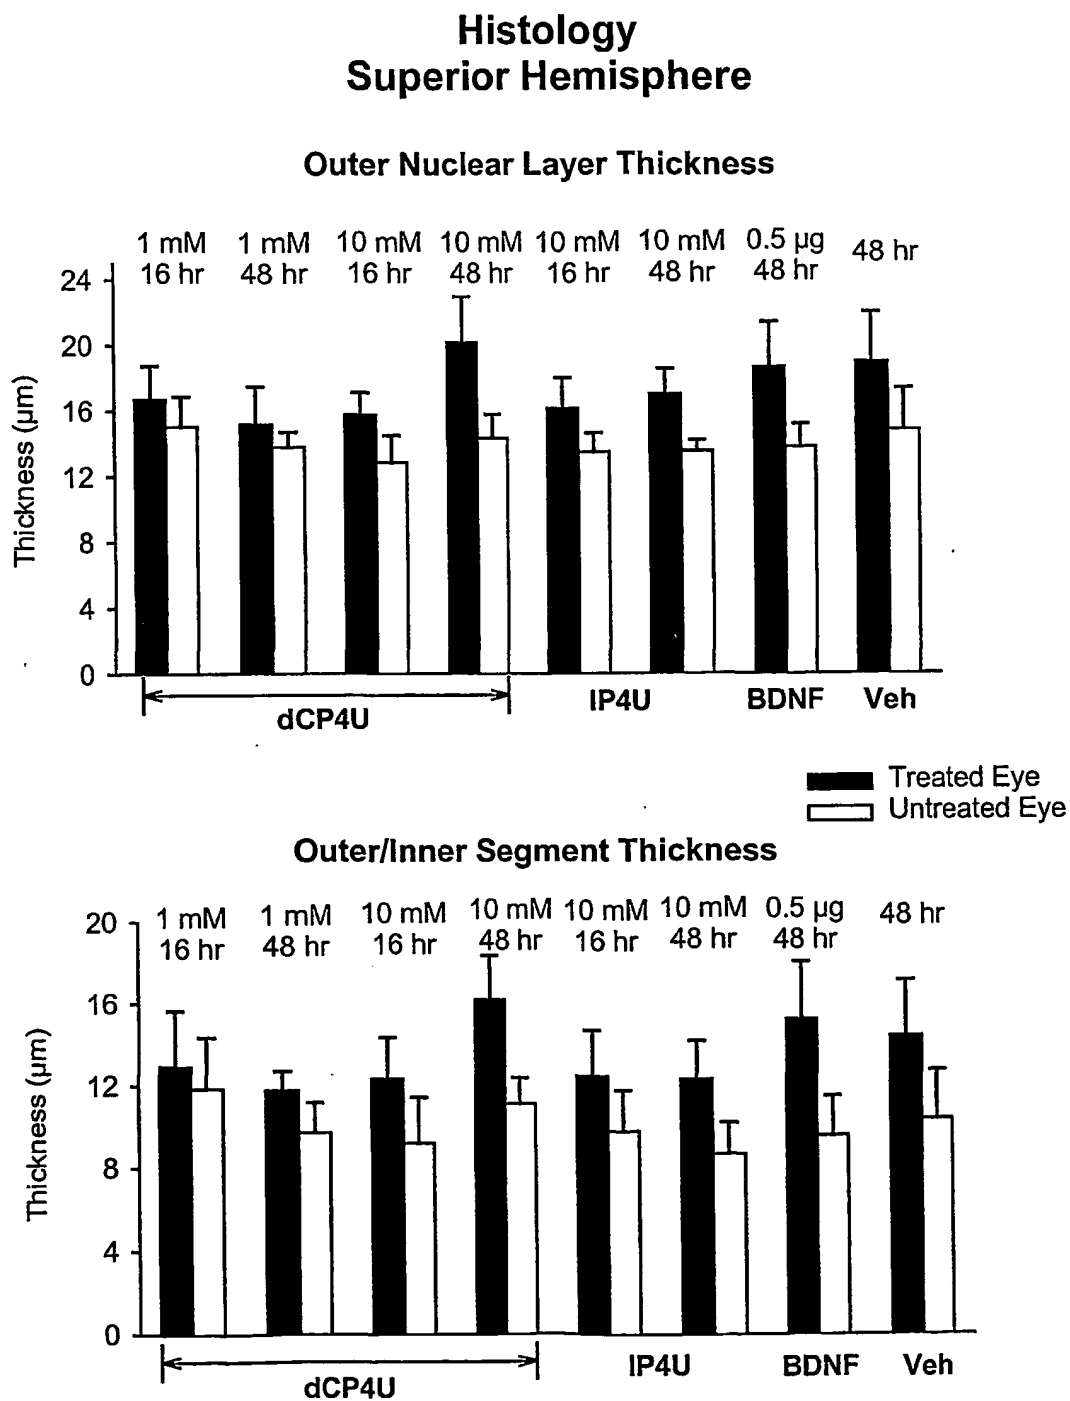 Histology
Superior Hemisphere
Outer Nuclear Layer Thickness
1 mM 1 mM 10 mM 10 mM 10 mM 10 mM 0.5 µg 48 hr
16 hr 48 hr 16 hr 48 hr 16 hr 48 hr 48 hr
24
20
16
12
8
4
0
Thickness (µm)
dCP4U IP4U BDNF Veh
Treated Eye
Untreated Eye
Outer/Inner Segment Thickness
1 mM 1 mM 10 mM 10 mM 10 mM 10 mM 0.5 µg 48 hr
16 hr 48 hr 16 hr 48 hr 16 hr 48 hr 48 hr
20
16
12
8
4
0
Thickness (µm)
dCP4U IP4U BDNF Veh